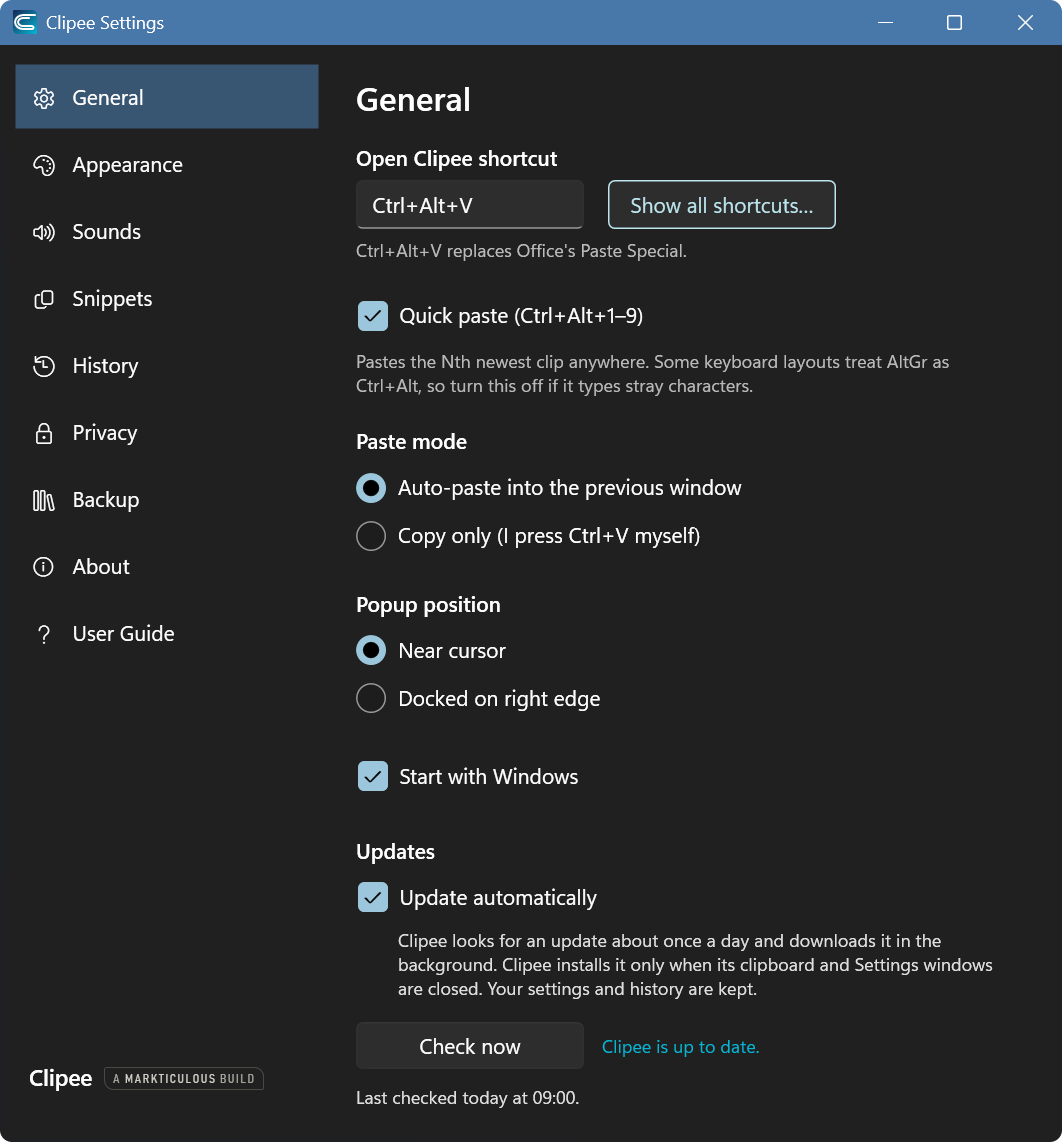 Clipee Settings
General
Appearance
Sounds
Snippets
History
Privacy
Backup
About
User Guide
Clipee
A MARKTICULOUS BUILD
General
Open Clipee shortcut
Ctrl+Alt+V
Show all shortcuts...
Ctrl+Alt+V replaces Office's Paste Special.
Quick paste (Ctrl+Alt+1–9)
Pastes the Nth newest clip anywhere. Some keyboard layouts treat AltGr as
Ctrl+Alt, so turn this off if it types stray characters.
Paste mode
Auto-paste into the previous window
Copy only (I press Ctrl+V myself)
Popup position
Near cursor
Docked on right edge
Start with Windows
Updates
Update automatically
Clipee looks for an update about once a day and downloads it in the
background. Clipee installs it only when its clipboard and Settings windows
are closed. Your settings and history are kept.
Check now
Clipee is up to date.
Last checked today at 09:00.